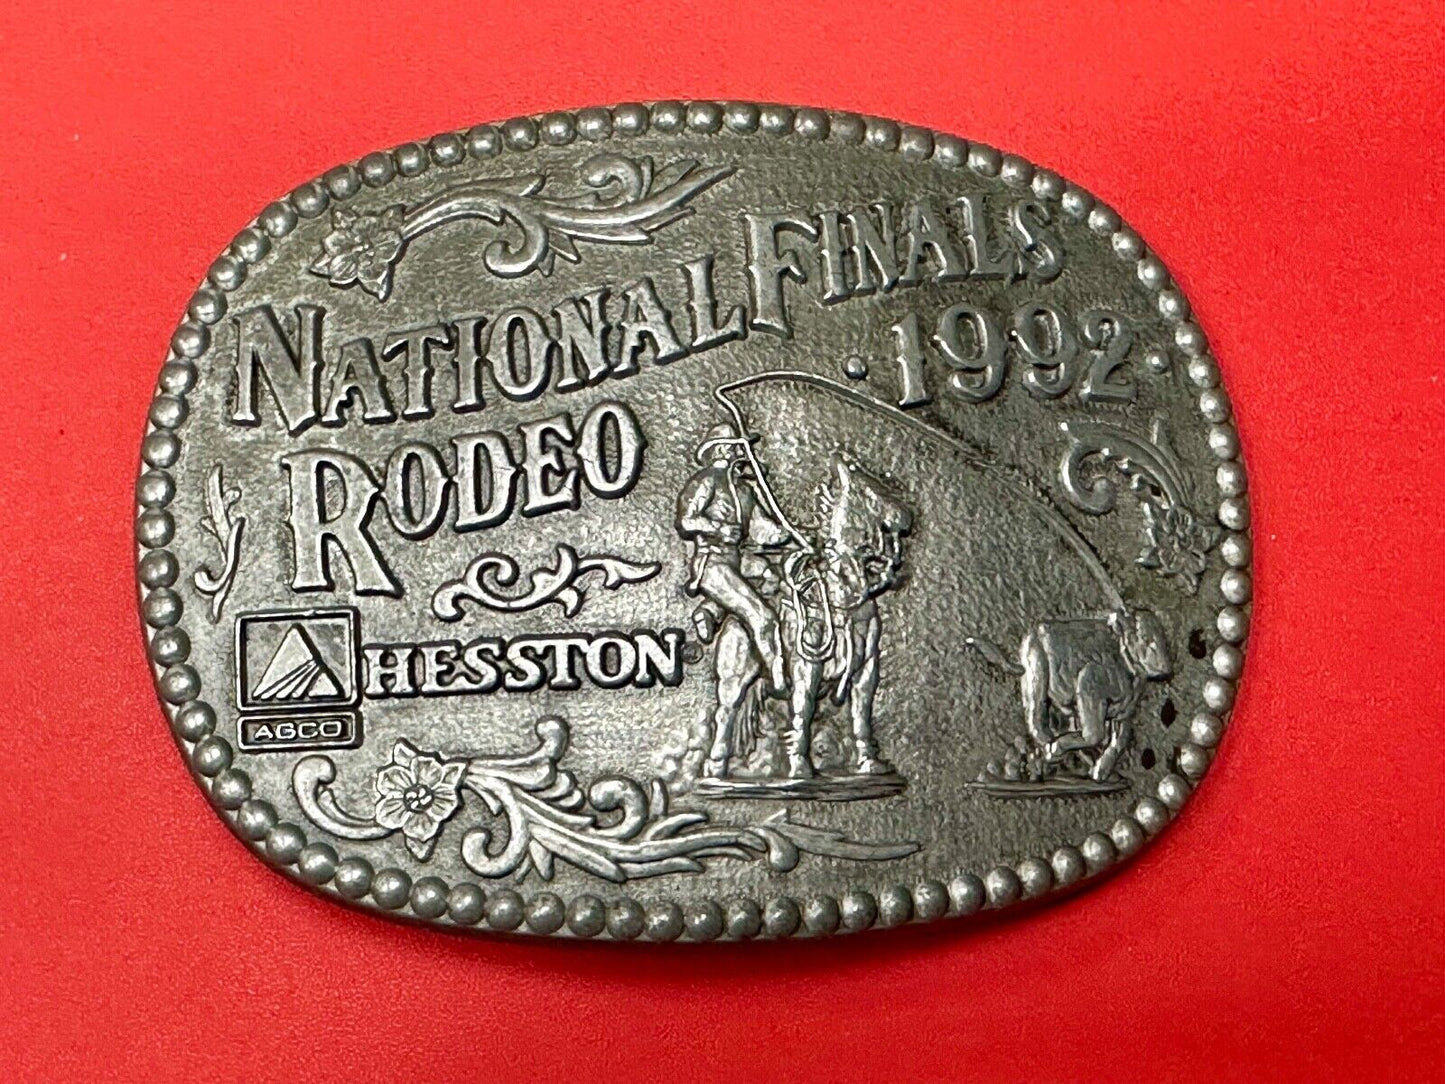 NATIONAL FINALS
RODEO
• 1992 •
HESSTON®
AGCO